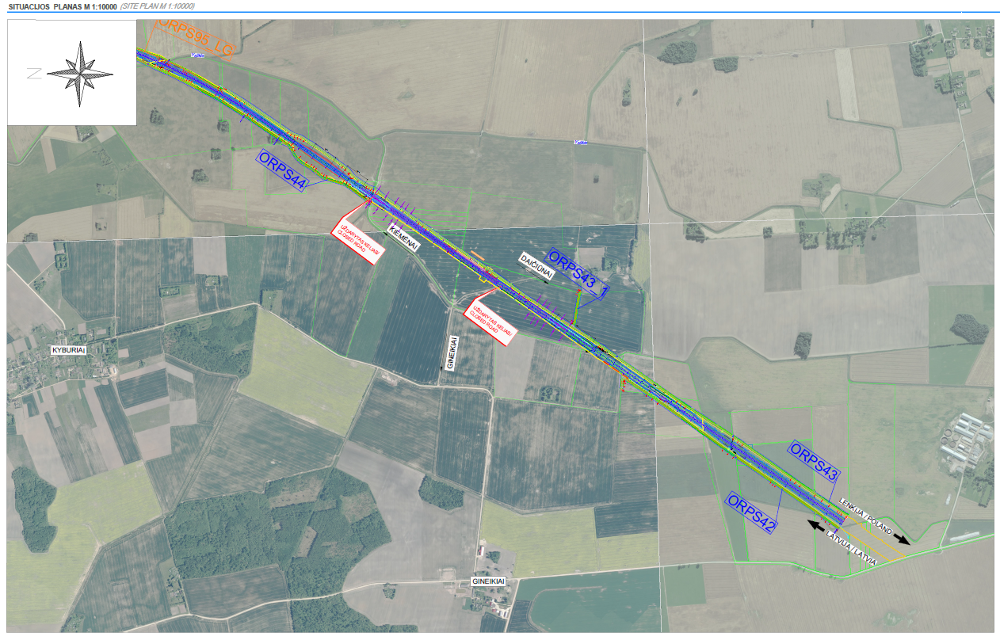 SITUACIJOS PLANAS M 1:10000 (SITE PLAN M 1:10000)
ORPS95_LG
N
ORPS44
UŽDARYTAS KELIAS/
CLOSED ROAD
KIEMĖNAI
DAIČIŪNAI
ORPS43_1
UŽDARYTAS KELIAS/
CLOSED ROAD
KYBURIAI
GINEIKIAI
ORPS43
ORPS42
LENKIJA / POLAND
LATVIJA / LATVIA
GINEIKIAI